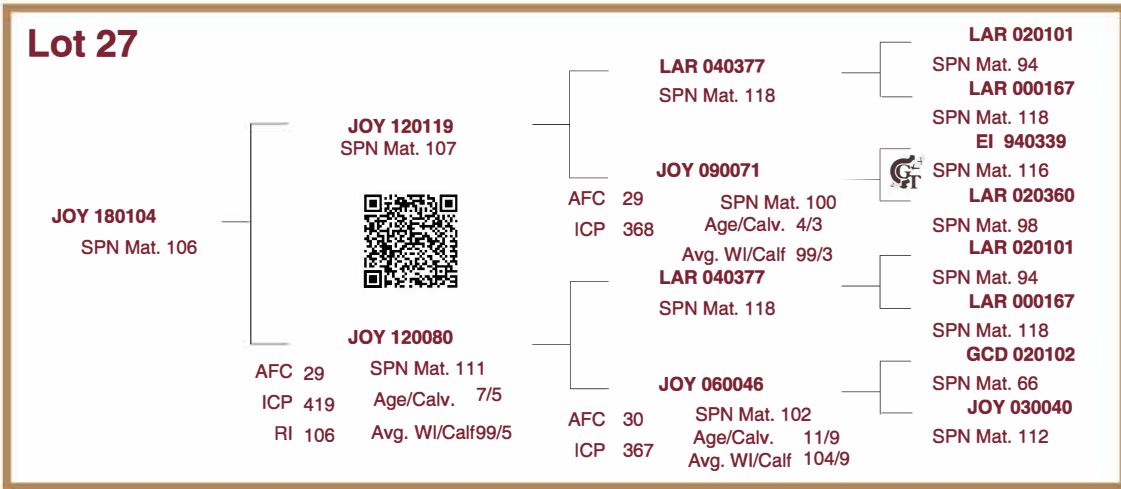 Lot 27
JOY 180104
SPN Mat. 106
JOY 120119
SPN Mat. 107
JOY 120080
AFC 29 SPN Mat. 111
ICP 419 Age/Calv. 7/5
RI 106 Avg. WI/Calf99/5
LAR 040377
SPN Mat. 118
JOY 090071
AFC 29 SPN Mat. 100
ICP 368 Age/Calv. 4/3
Avg. WI/Calf 99/3
LAR 040377
SPN Mat. 118
JOY 060046
AFC 30 SPN Mat. 102
ICP 367 Age/Calv. 11/9
Avg. WI/Calf 104/9
LAR 020101
SPN Mat. 94
LAR 000167
SPN Mat. 118
EI 940339
SPN Mat. 116
GT
LAR 020360
SPN Mat. 98
LAR 020101
SPN Mat. 94
LAR 000167
SPN Mat. 118
GCD 020102
SPN Mat. 66
JOY 030040
SPN Mat. 112